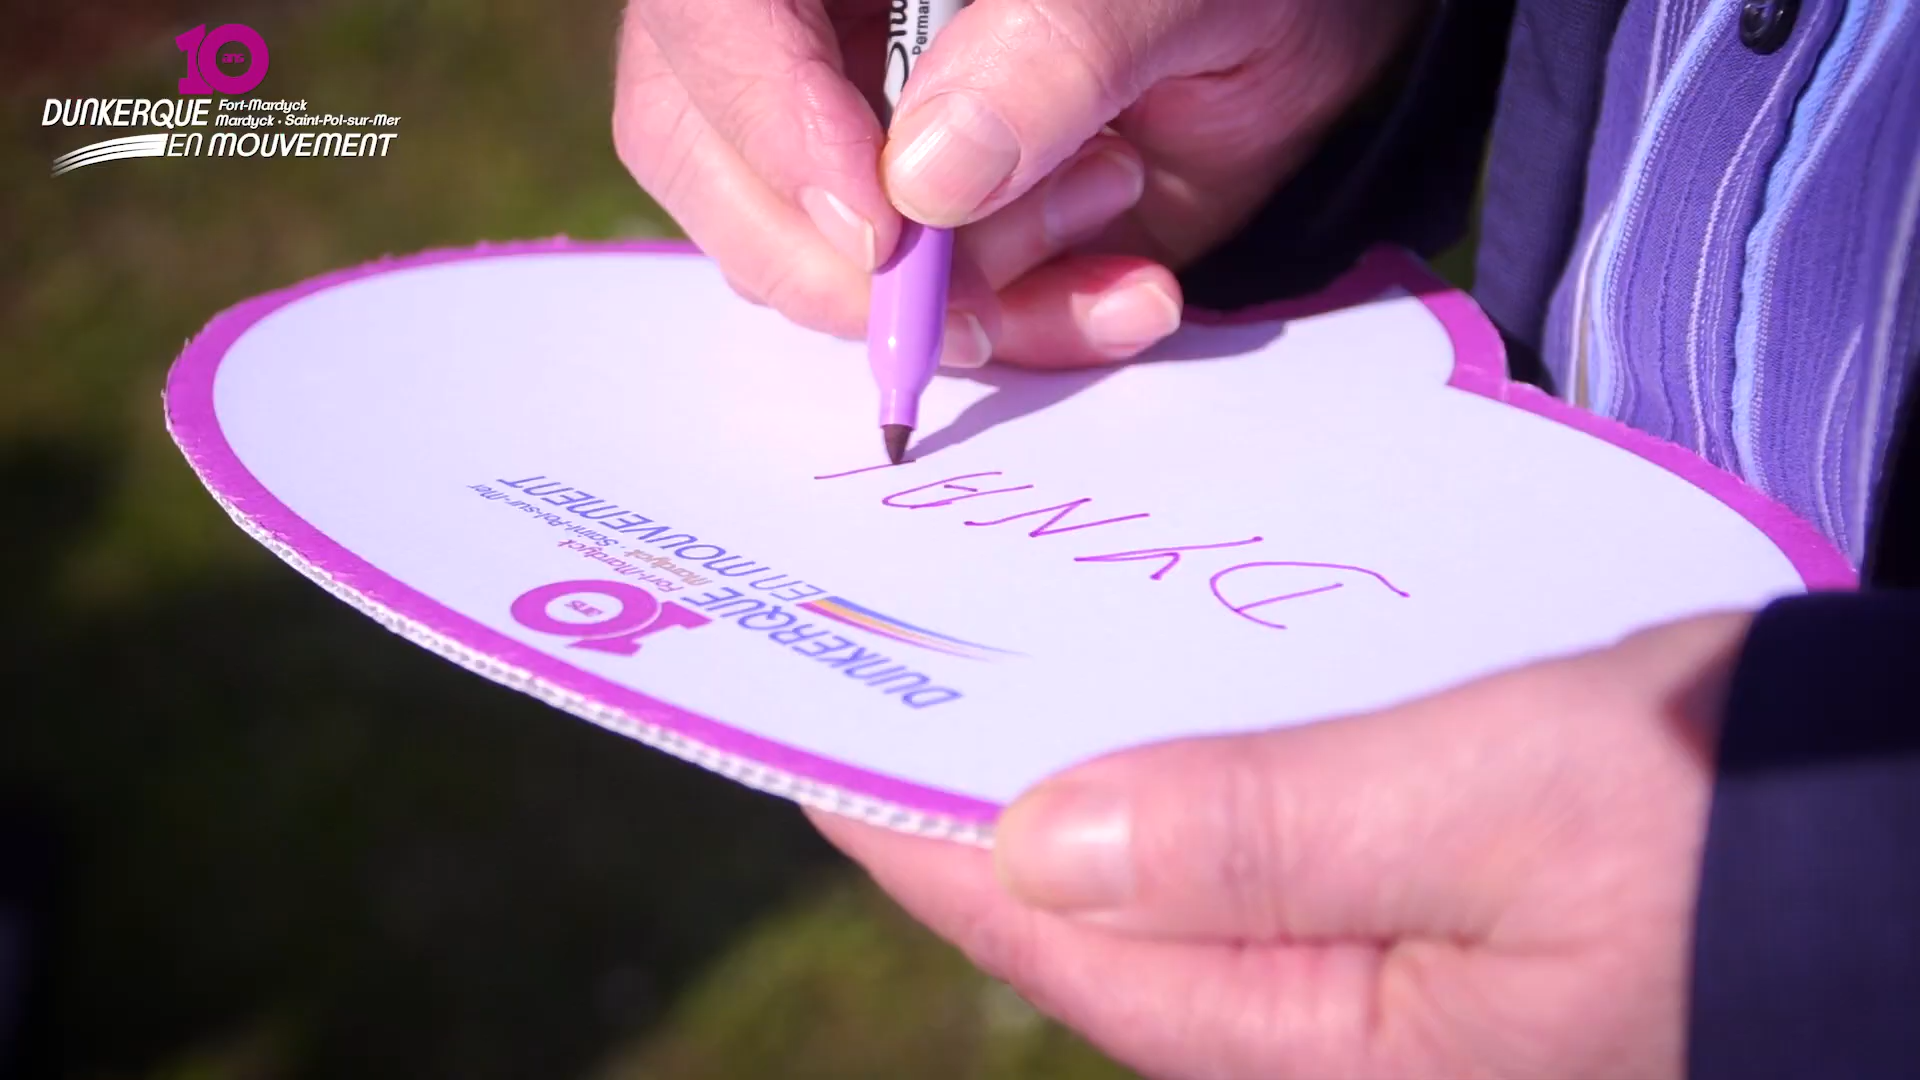 10 ans
DUNKERQUE Fort-Mardyck
Mardyck • Saint-Pol-sur-Mer
EN MOUVEMENT
DYNA
DUNKERQUE Fort-Mardyck
Mardyck • Saint-Pol-sur-Mer
EN MOUVEMENT
10 ans